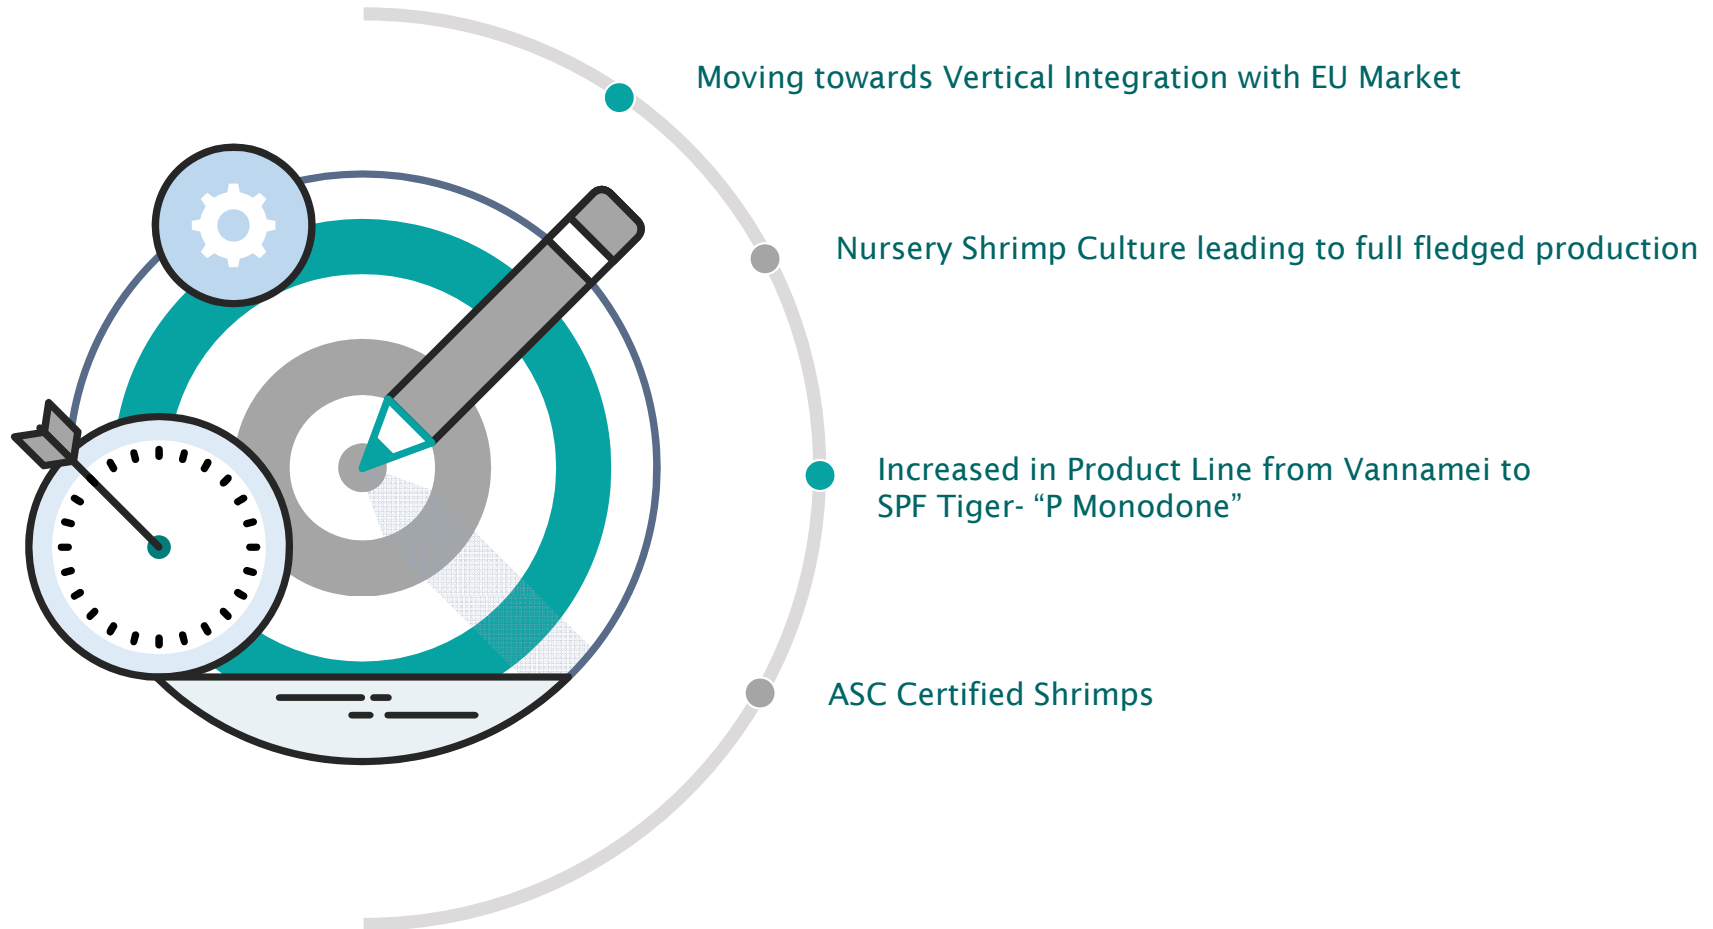 Moving towards Vertical Integration with EU Market
Nursery Shrimp Culture leading to full fledged production
Increased in Product Line from Vannamei to
SPF Tiger- “P Monodone”
ASC Certified Shrimps